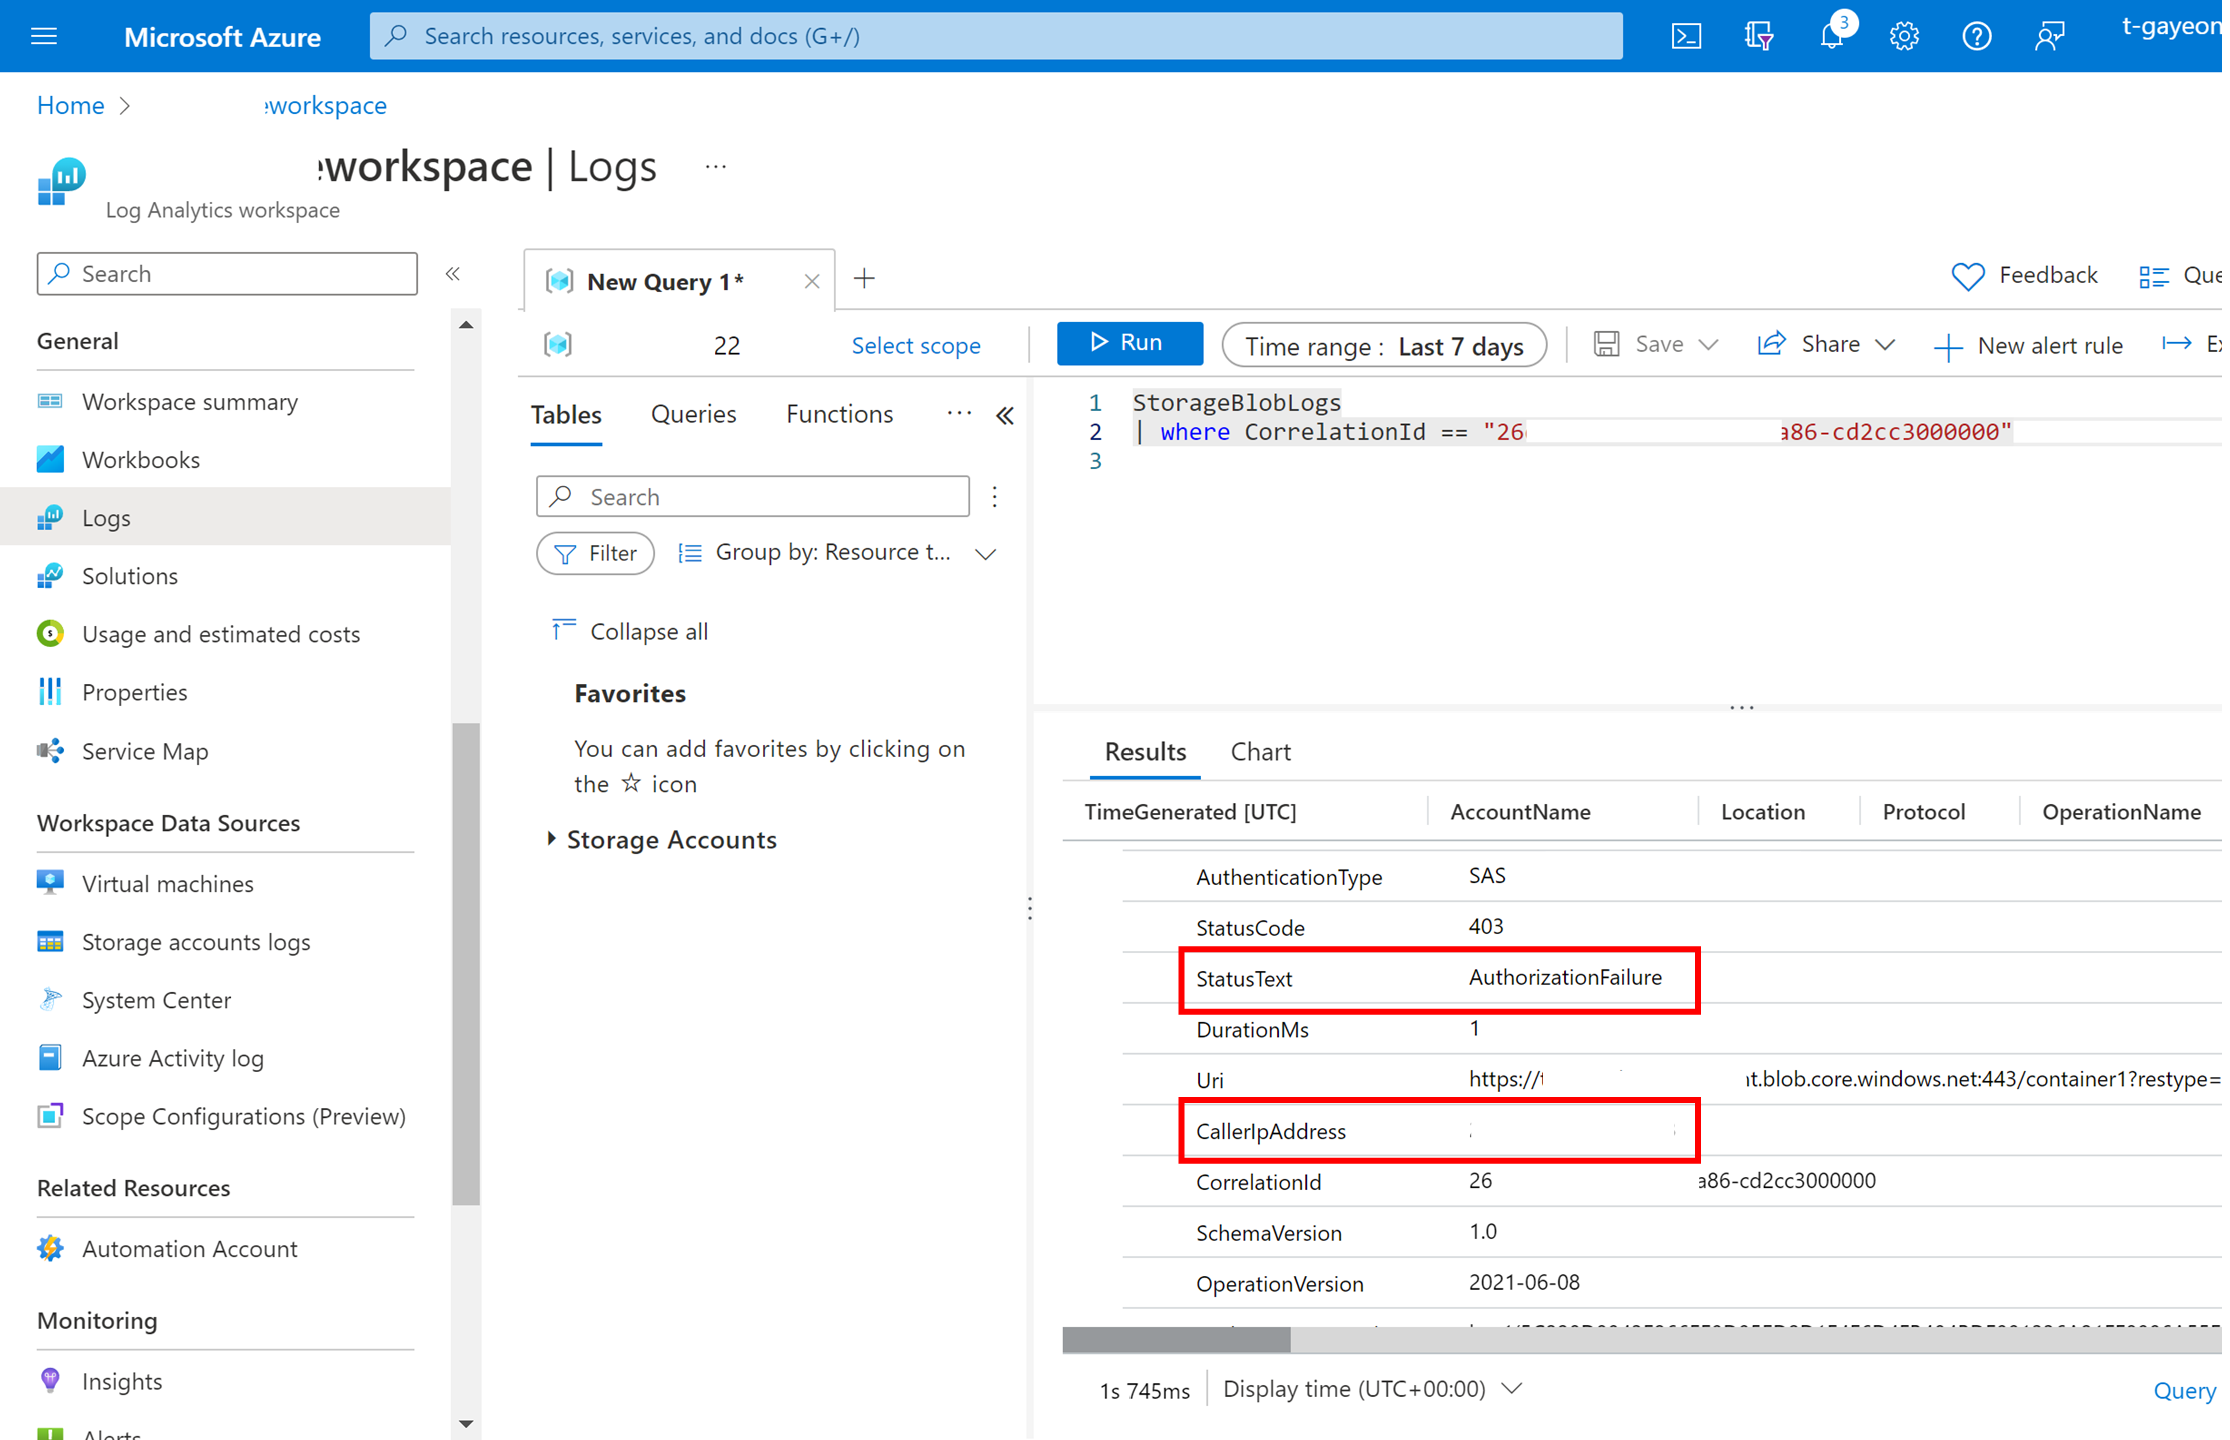 Microsoft Azure
Search resources, services, and docs (G+/)
3
t-gayeon
Home
eworkspace
eworkspace | Logs
...
Log Analytics workspace
Search
«
General
Workspace summary
Workbooks
Logs
Solutions
Usage and estimated costs
Properties
Service Map
Workspace Data Sources
Virtual machines
Storage accounts logs
System Center
Azure Activity log
Scope Configurations (Preview)
Related Resources
Automation Account
Monitoring
Insights
Alerts
New Query 1*
Feedback
Que
22
Select scope
Run
Time range : Last 7 days
Save
Share
New alert rule
Ex
Tables
Queries
Functions
...
«
Search
Filter
Group by: Resource t...
Collapse all
Favorites
You can add favorites by clicking on
the ☆ icon
Storage Accounts
1 StorageBlobLogs
2 | where CorrelationId == "26 a86-cd2cc3000000"
3
Results
Chart
TimeGenerated [UTC] AccountName Location Protocol OperationName
AuthenticationType SAS
StatusCode 403
StatusText AuthorizationFailure
DurationMs 1
Uri https://t nt.blob.core.windows.net:443/container1?restype=
CallerIpAddress
CorrelationId 26 a86-cd2cc3000000
SchemaVersion 1.0
OperationVersion 2021-06-08
1s 745ms
Display time (UTC+00:00)
Query